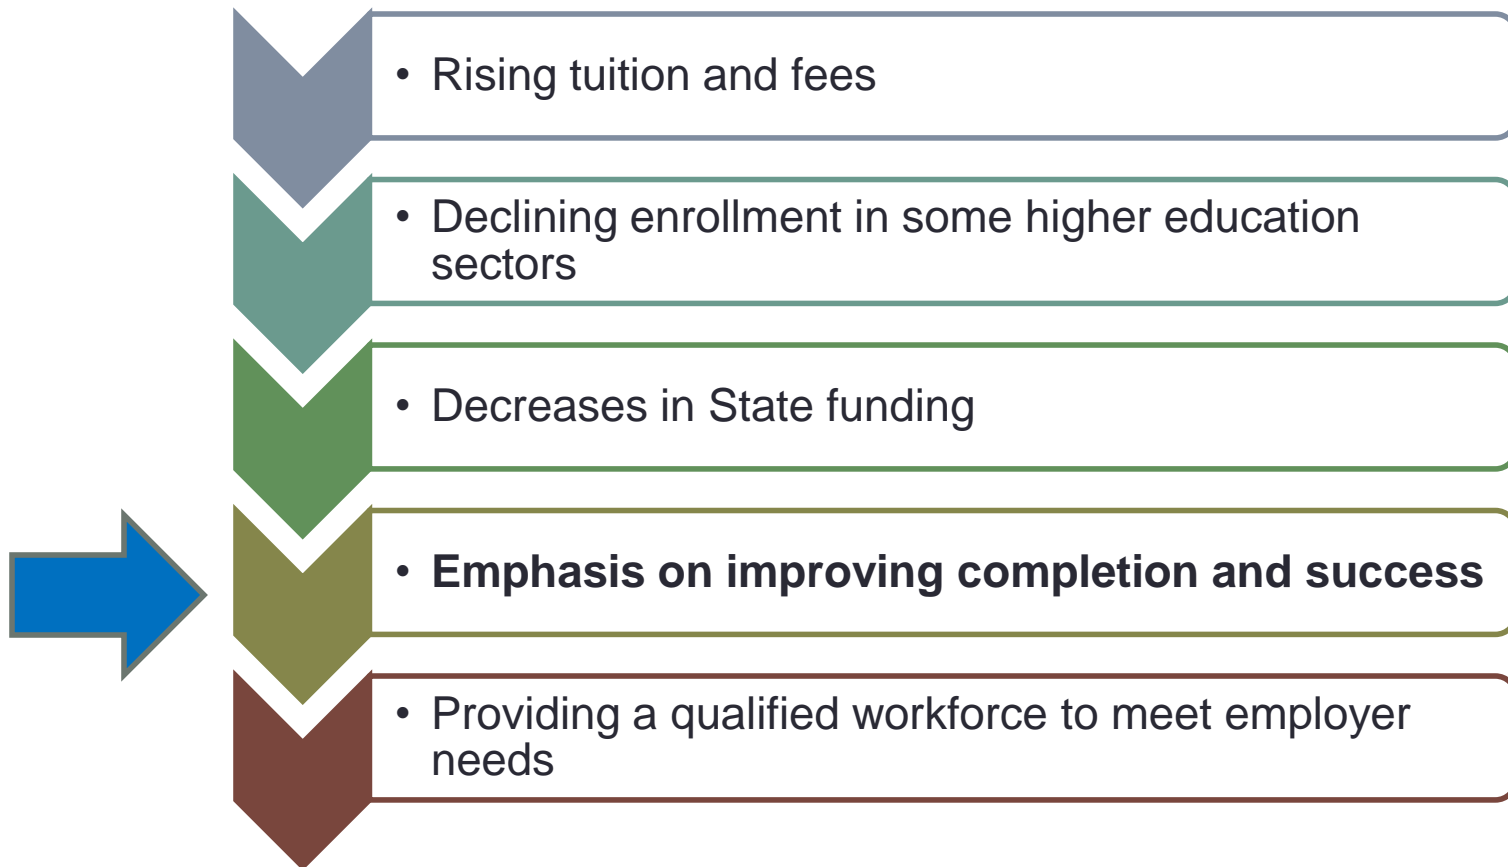 • Rising tuition and fees
• Declining enrollment in some higher education
sectors
• Decreases in State funding
• Emphasis on improving completion and success
• Providing a qualified workforce to meet employer
needs